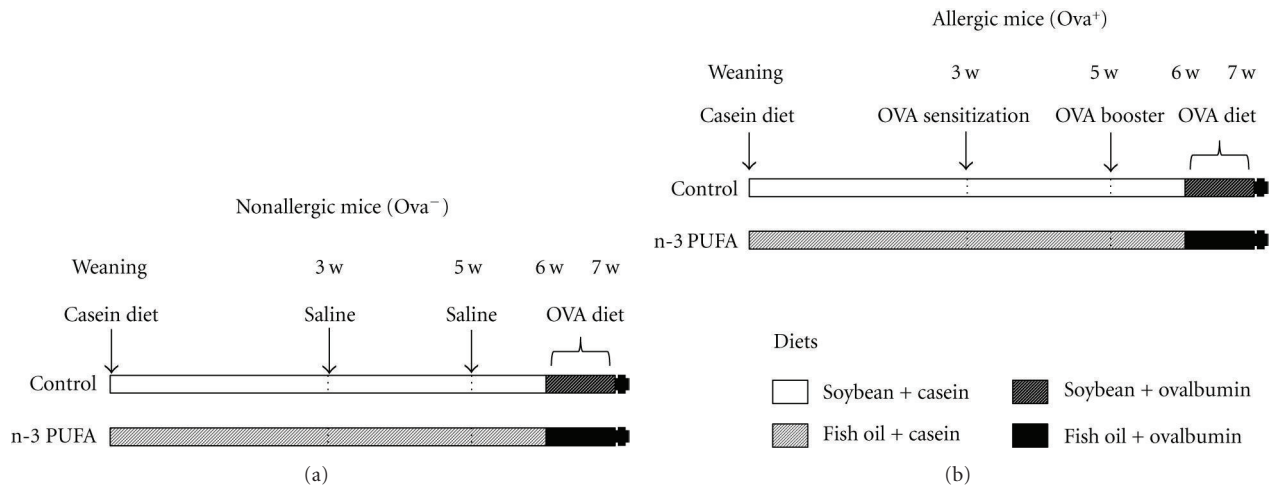 Nonallergic mice (Ova−)
Weaning 3 w 5 w 6 w 7 w
Casein diet Saline Saline OVA diet
Control
n-3 PUFA
(a)
Allergic mice (Ova+)
Weaning 3 w 5 w 6 w 7 w
Casein diet OVA sensitization OVA booster OVA diet
Control
n-3 PUFA
Diets
Soybean + casein Soybean + ovalbumin
Fish oil + casein Fish oil + ovalbumin
(b)